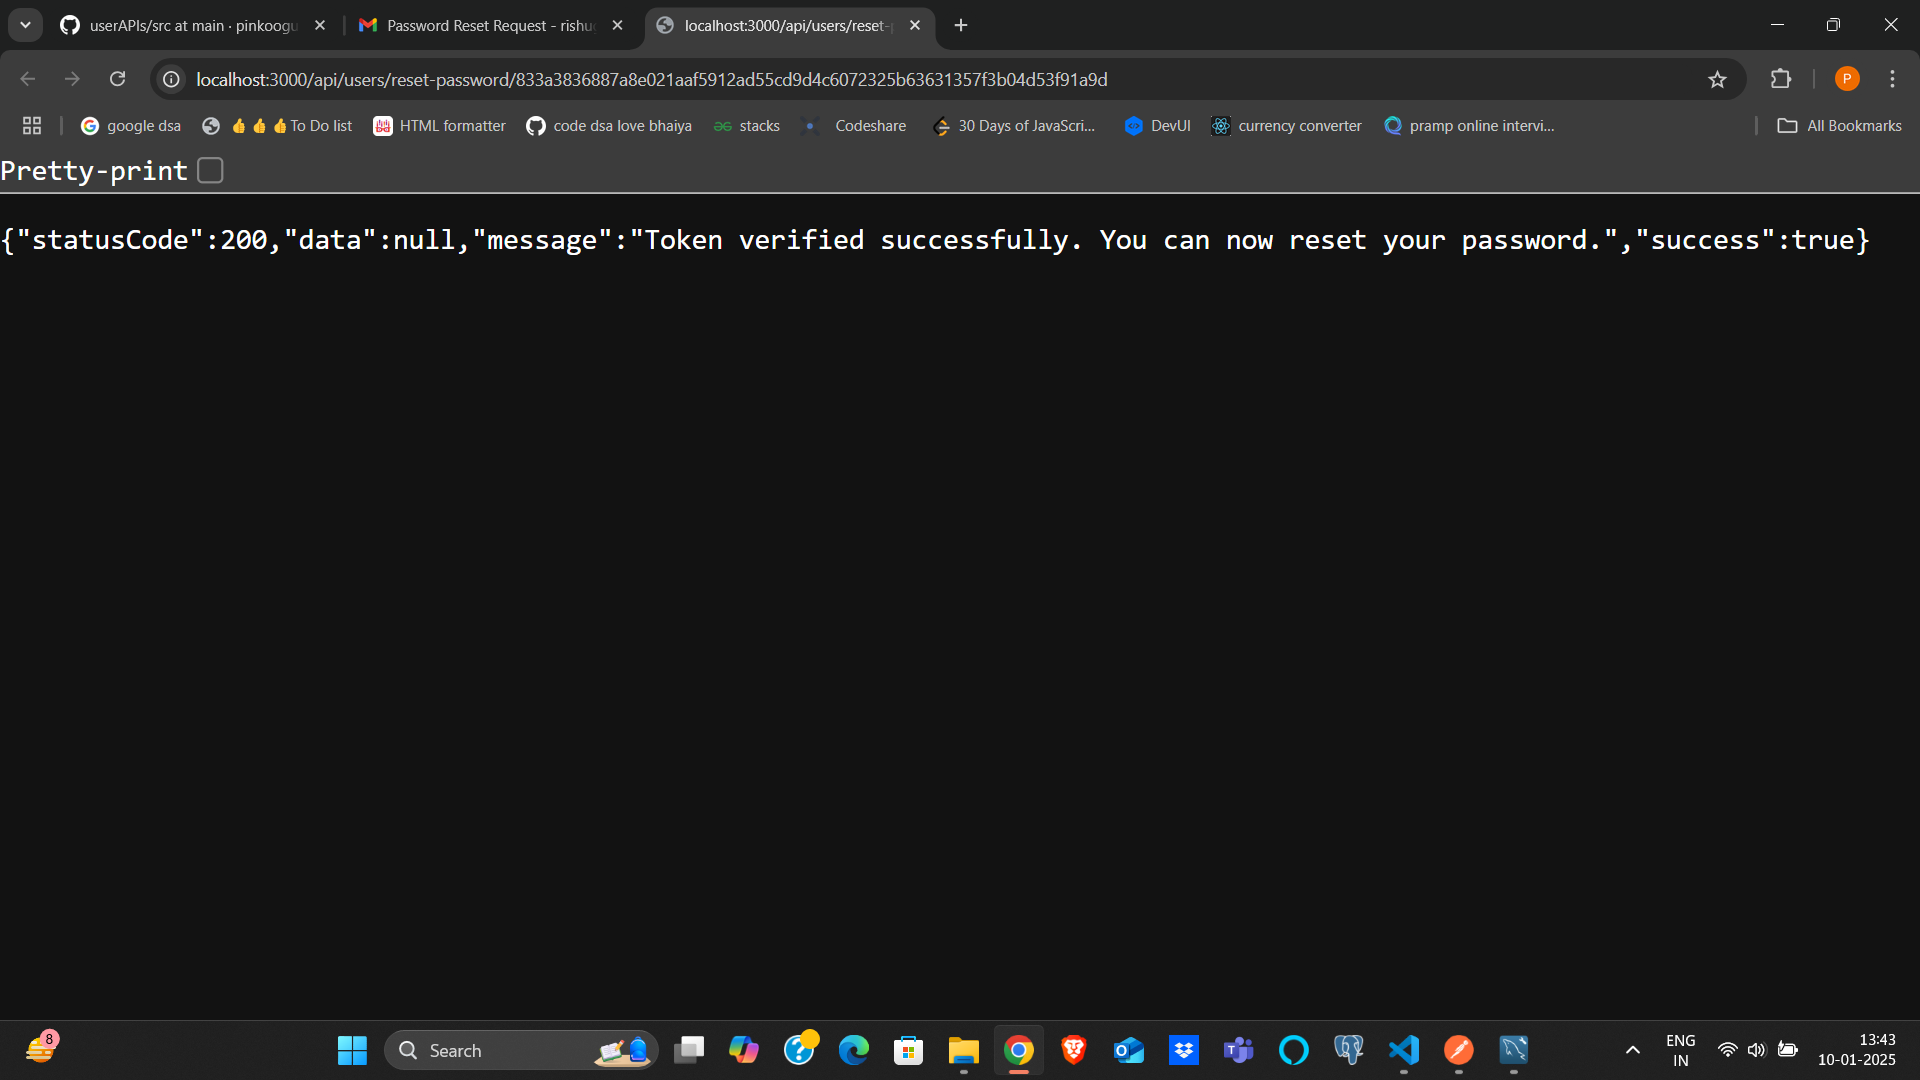 userAPIs/src at main · pinkoogu
Password Reset Request - rishu
localhost:3000/api/users/reset-
localhost:3000/api/users/reset-password/833a3836887a8e021aaf5912ad55cd9d4c6072325b63631357f3b04d53f91a9d
P
google dsa
👍👍👍To Do list
HTML formatter
code dsa love bhaiya
stacks
Codeshare
30 Days of JavaScri...
DevUI
currency converter
pramp online intervi...
All Bookmarks
Pretty-print
{"statusCode":200,"data":null,"message":"Token verified successfully. You can now reset your password.","success":true}
8
Search
ENG
IN
13:43
10-01-2025